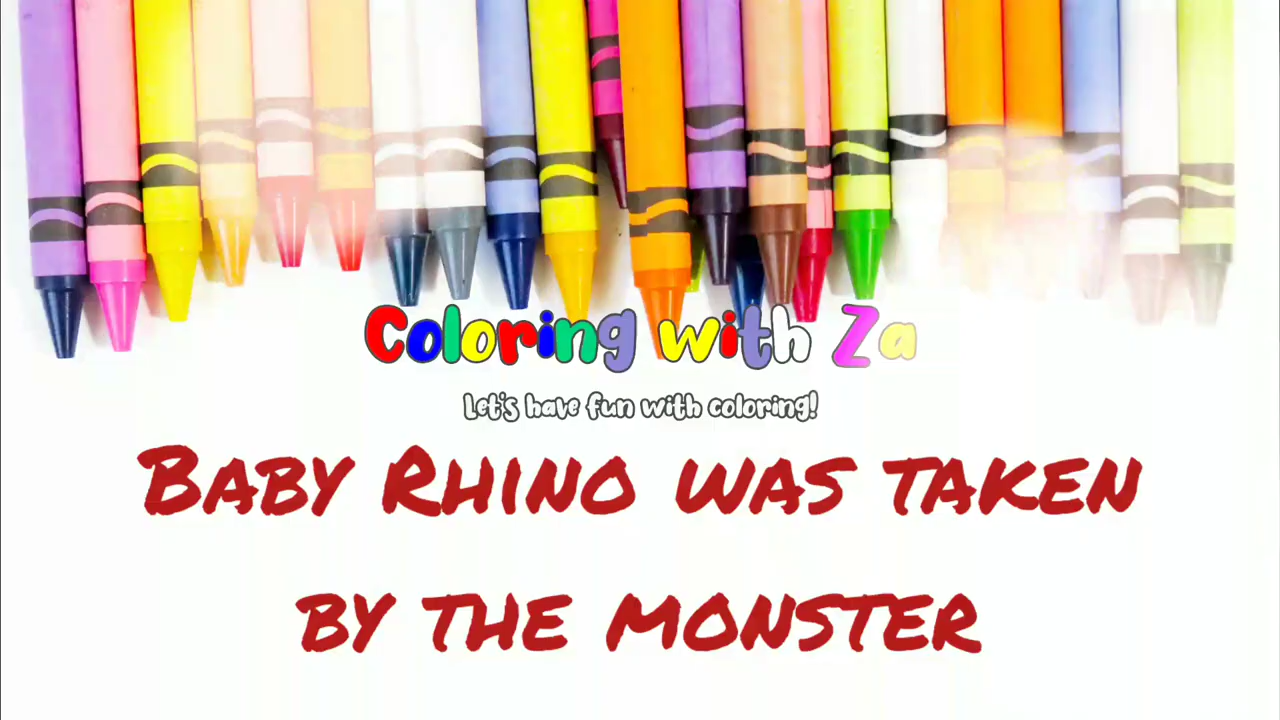 Coloring with Za
Let's have fun with coloring!
BABY RHINO WAS TAKEN
BY THE MONSTER